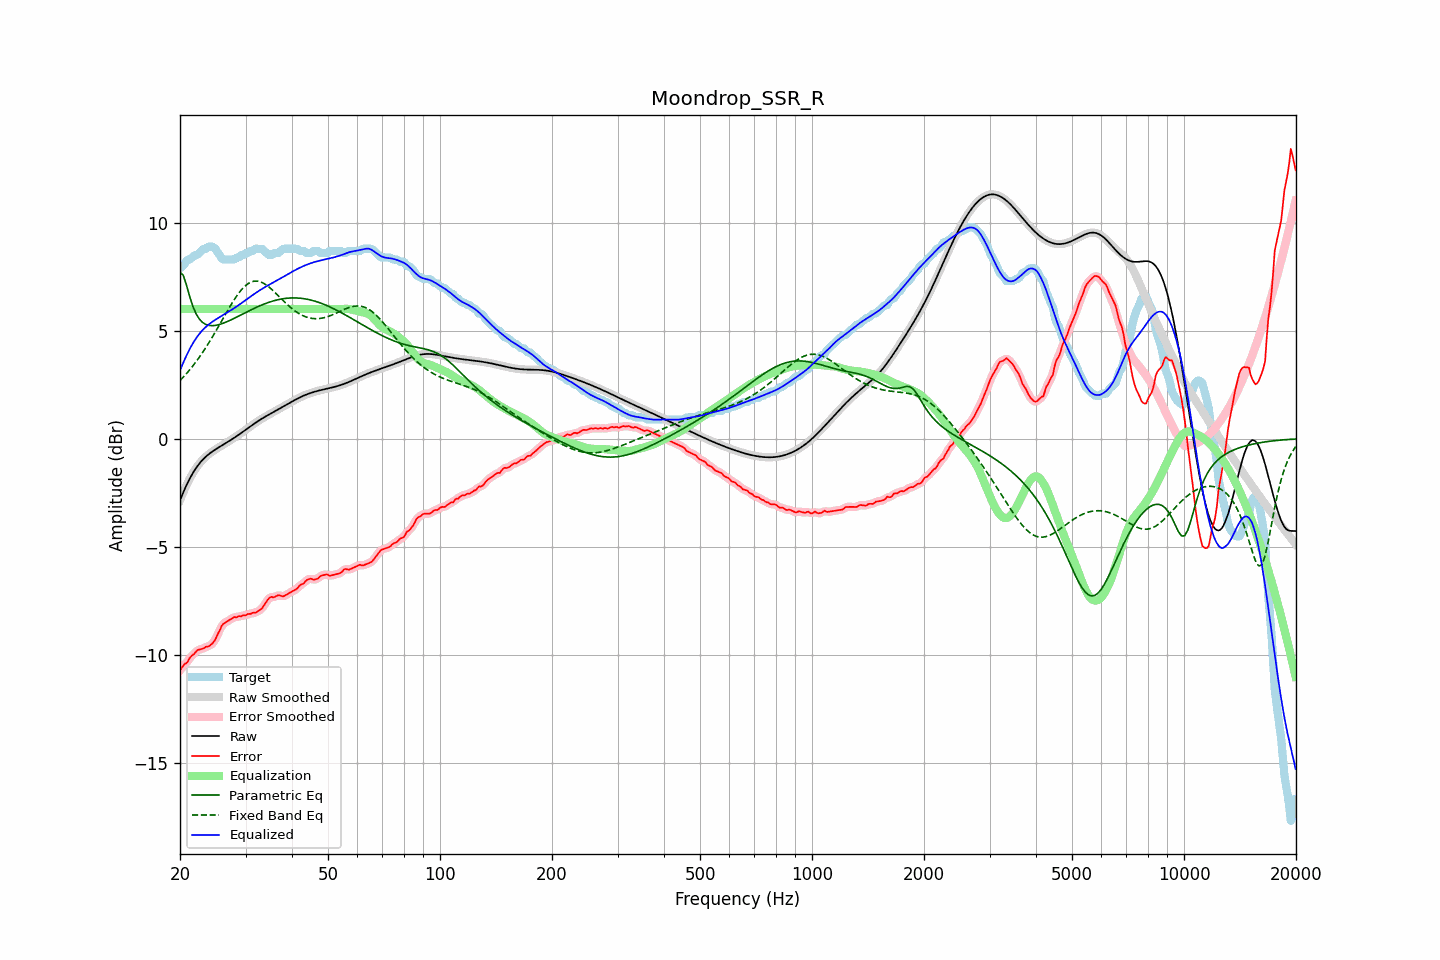 Moondrop_SSR_R
Amplitude (dBr)
10
5
0
−5
−10
−15
Target
Raw Smoothed
Error Smoothed
Raw
Error
Equalization
Parametric Eq
Fixed Band Eq
Equalized
20 50 100 200 500 1000 2000 5000 10000 20000
Frequency (Hz)